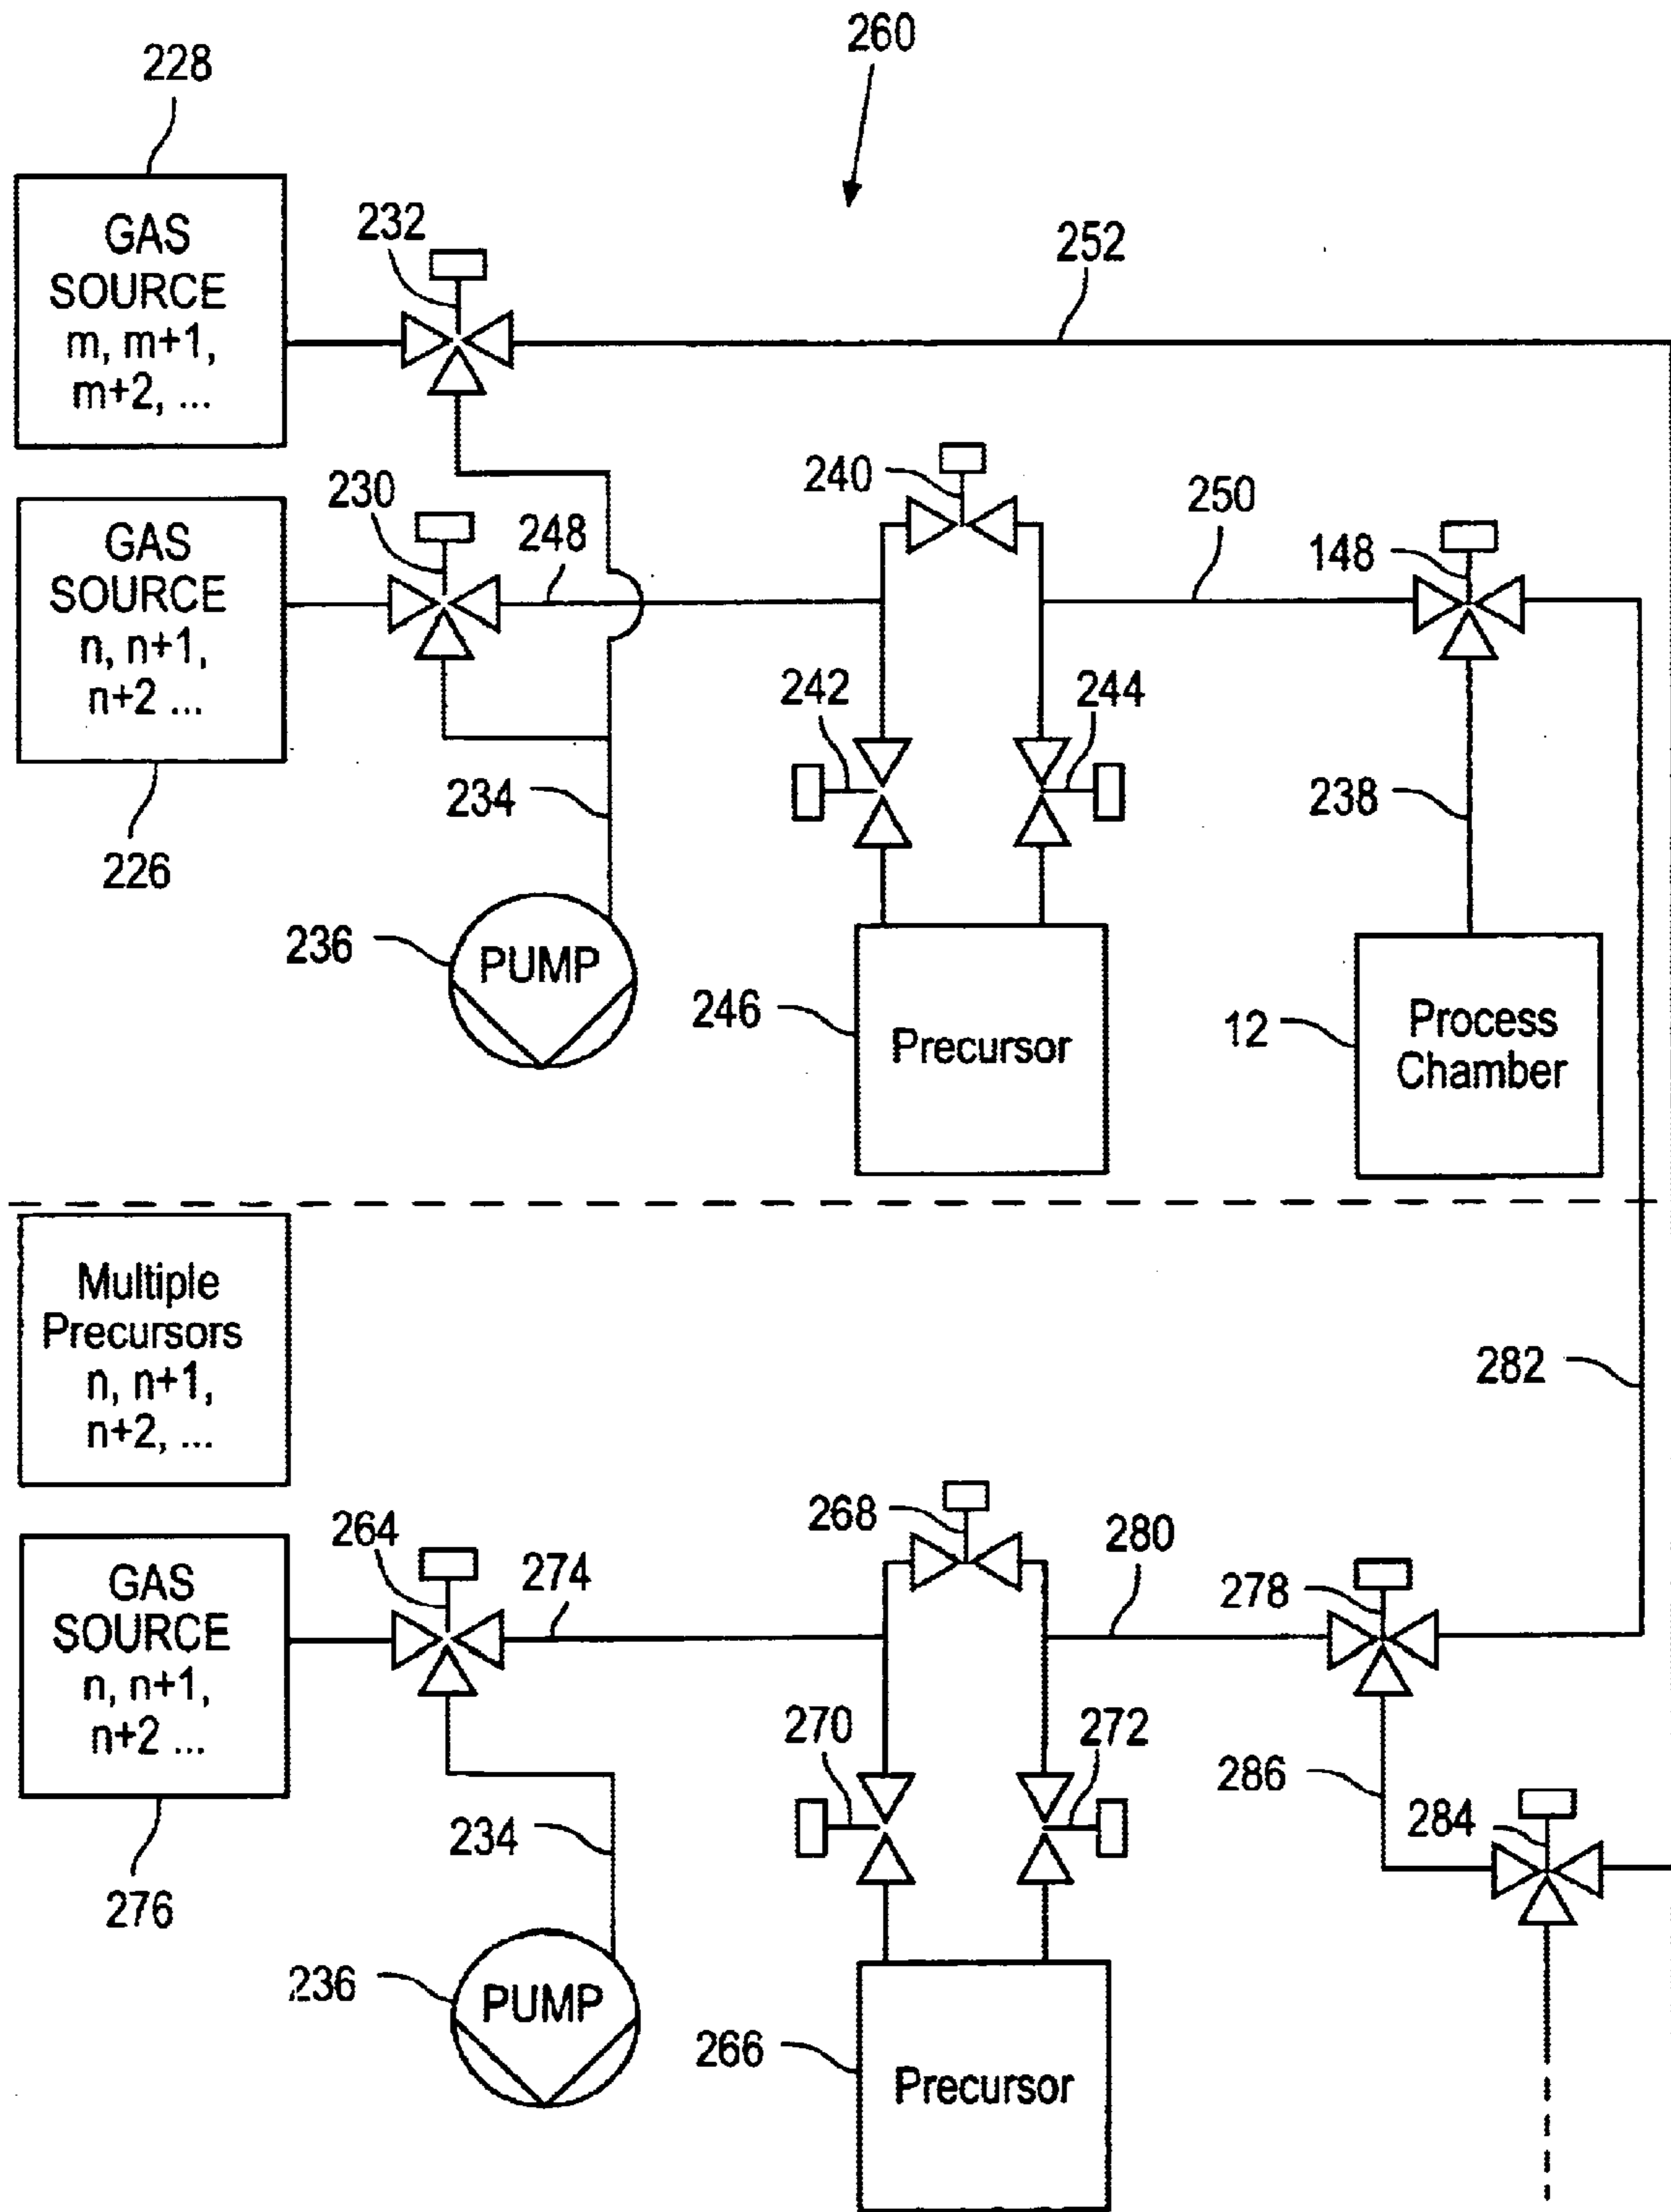 260
228
GAS
SOURCE
m, m+1,
m+2, ...
232
252
GAS
SOURCE
n, n+1,
n+2 ...
230
248
240
250
148
242
244
234
238
226
236
PUMP
246
Precursor
12
Process
Chamber
Multiple
Precursors
n, n+1,
n+2, ...
282
GAS
SOURCE
n, n+1,
n+2 ...
264
274
268
280
278
270
272
286
284
234
276
236
PUMP
266
Precursor